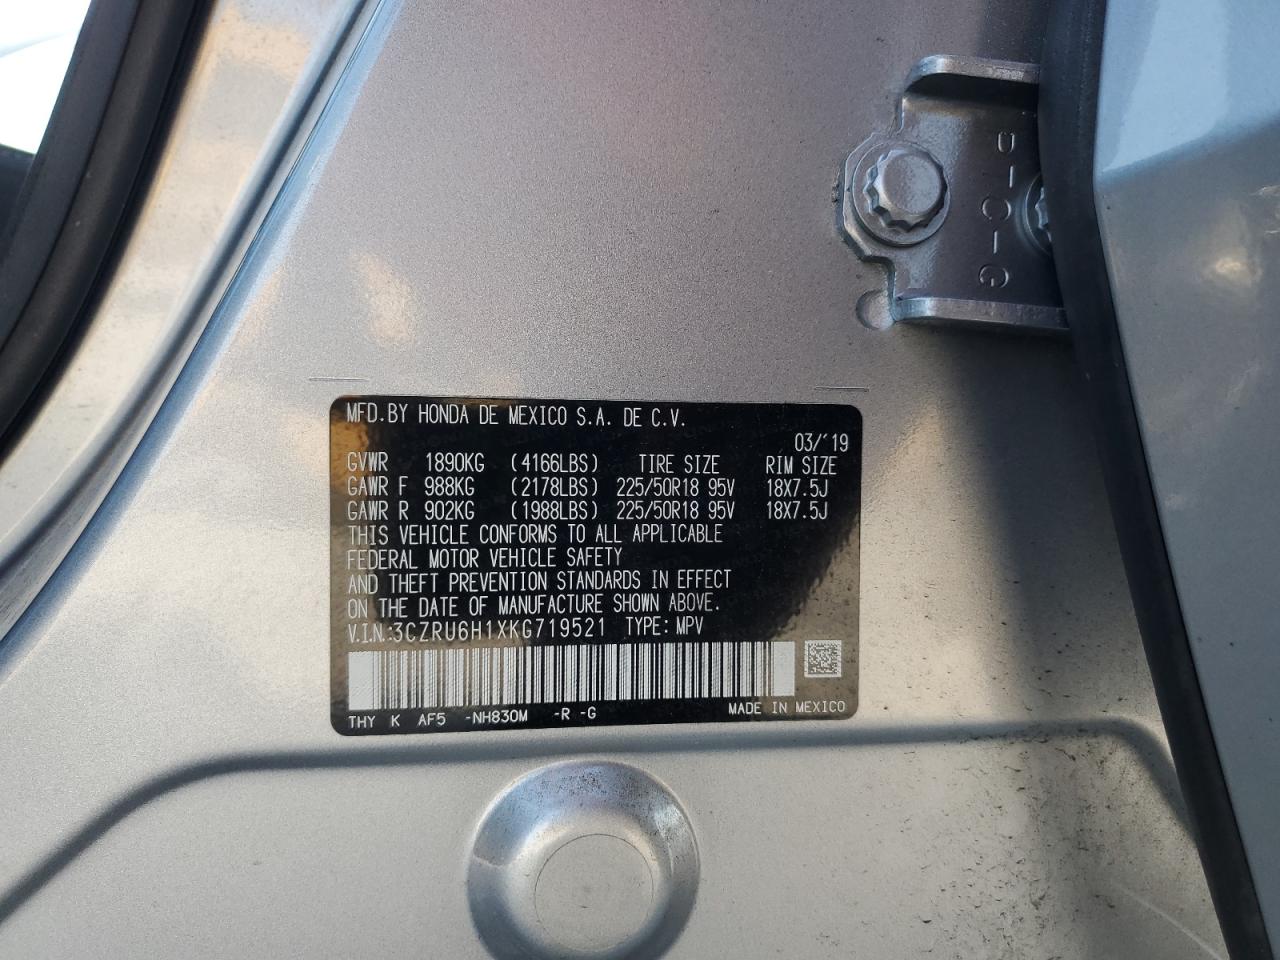 DICIG
MFD.BY HONDA DE MEXICO S.A. DE C.V.
03/'19
GVWR 1890KG (4166LBS) TIRE SIZE RIM SIZE
GAWR F 988KG (2178LBS) 225/50R18 95V 18X7.5J
GAWR R 902KG (1988LBS) 225/50R18 95V 18X7.5J
THIS VEHICLE CONFORMS TO ALL APPLICABLE
FEDERAL MOTOR VEHICLE SAFETY
AND THEFT PREVENTION STANDARDS IN EFFECT
ON THE DATE OF MANUFACTURE SHOWN ABOVE.
V.I.N.:3CZRU6H1XKG719521 TYPE: MPV
THY K AF5 -NH830M -R -G MADE IN MEXICO